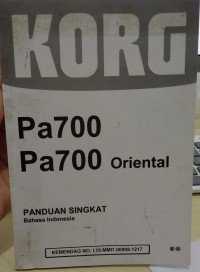 KORG
Pa700
Pa700 Oriental
PANDUAN SINGKAT
Bahasa Indonesia